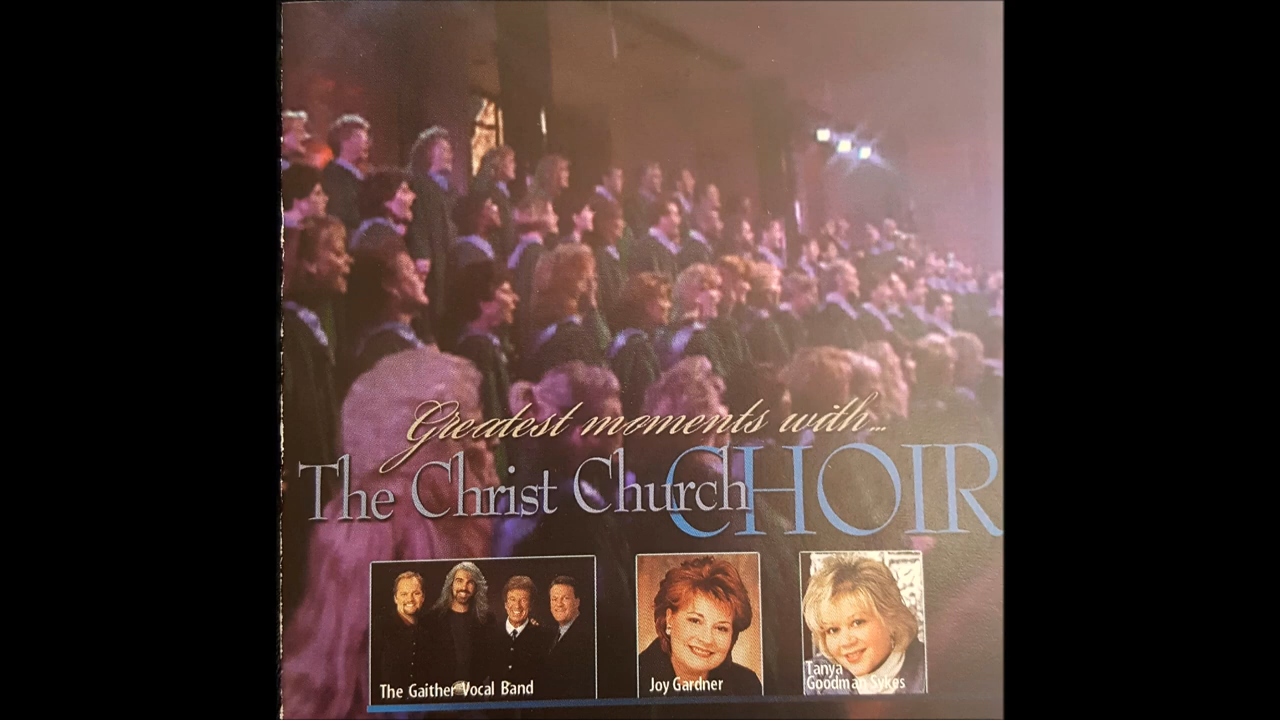 Greatest moments with...
The Christ Church CHOIR
The Gaither Vocal Band
Joy Gardner
Tanya
Goodman Sykes